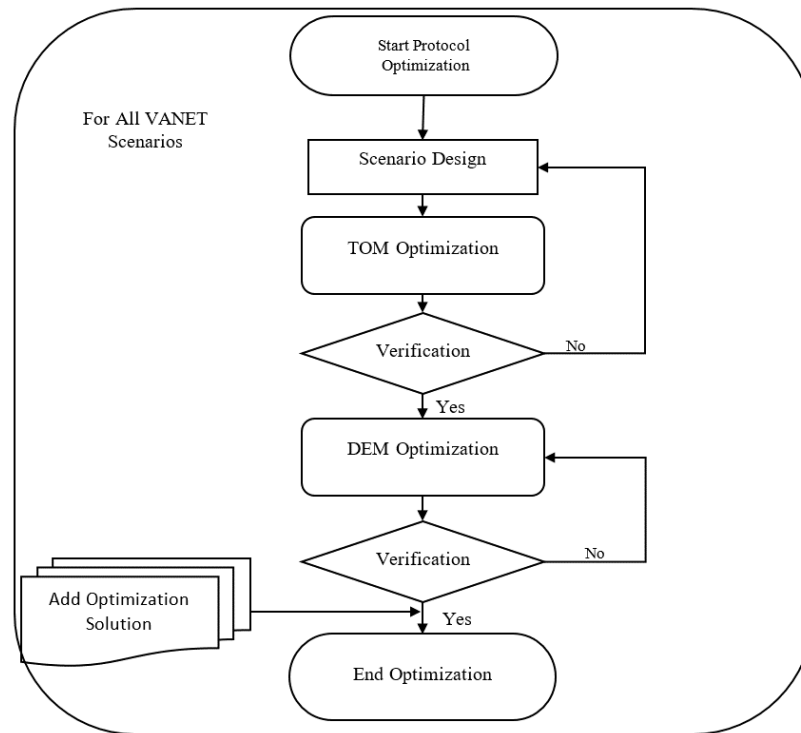 Start Protocol
Optimization
For All VANET
Scenarios
Scenario Design
TOM Optimization
Verification
No
Yes
DEM Optimization
Verification
No
Add Optimization
Solution
Yes
End Optimization